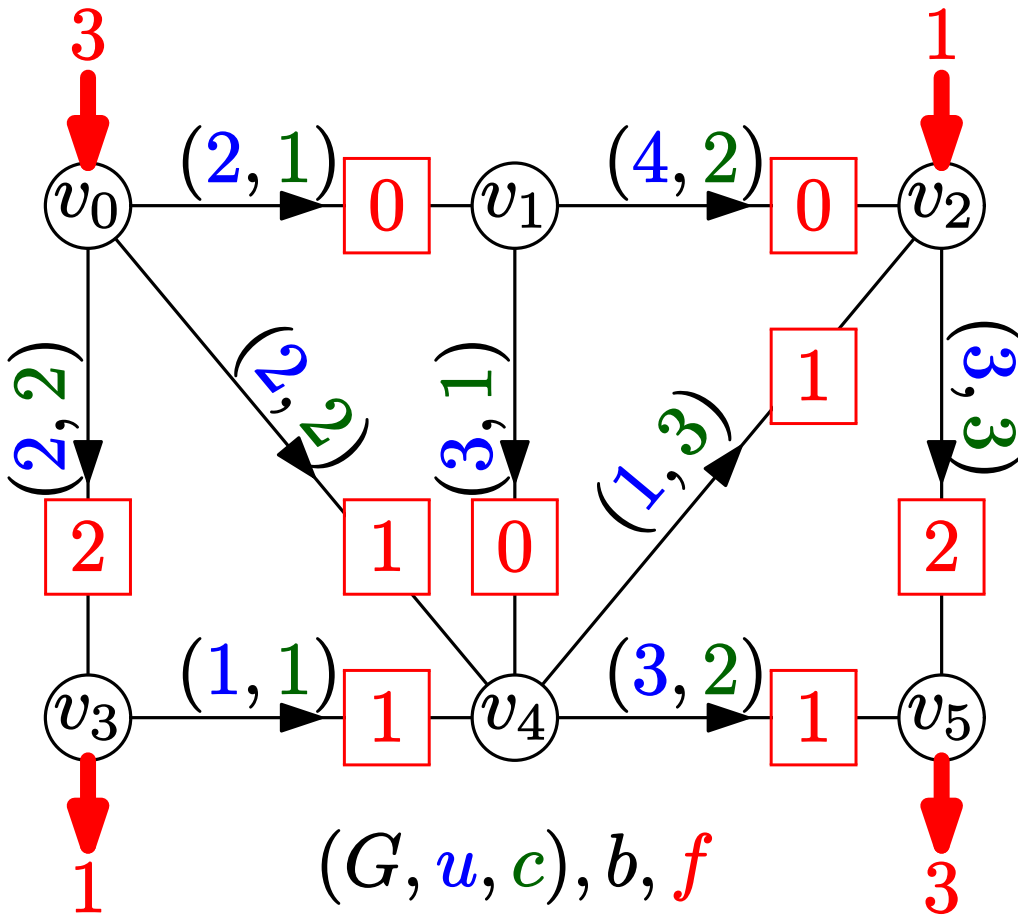 3 1
(2, 1) (4, 2)
v0 0 v1 0 v2
(2, 2) (2, 2) (3, 1) (1, 3) 1 (3, 3)
2 1 0 2
(1, 1) (3, 2)
v3 1 v4 1 v5
1 (G, u, c), b, f 3